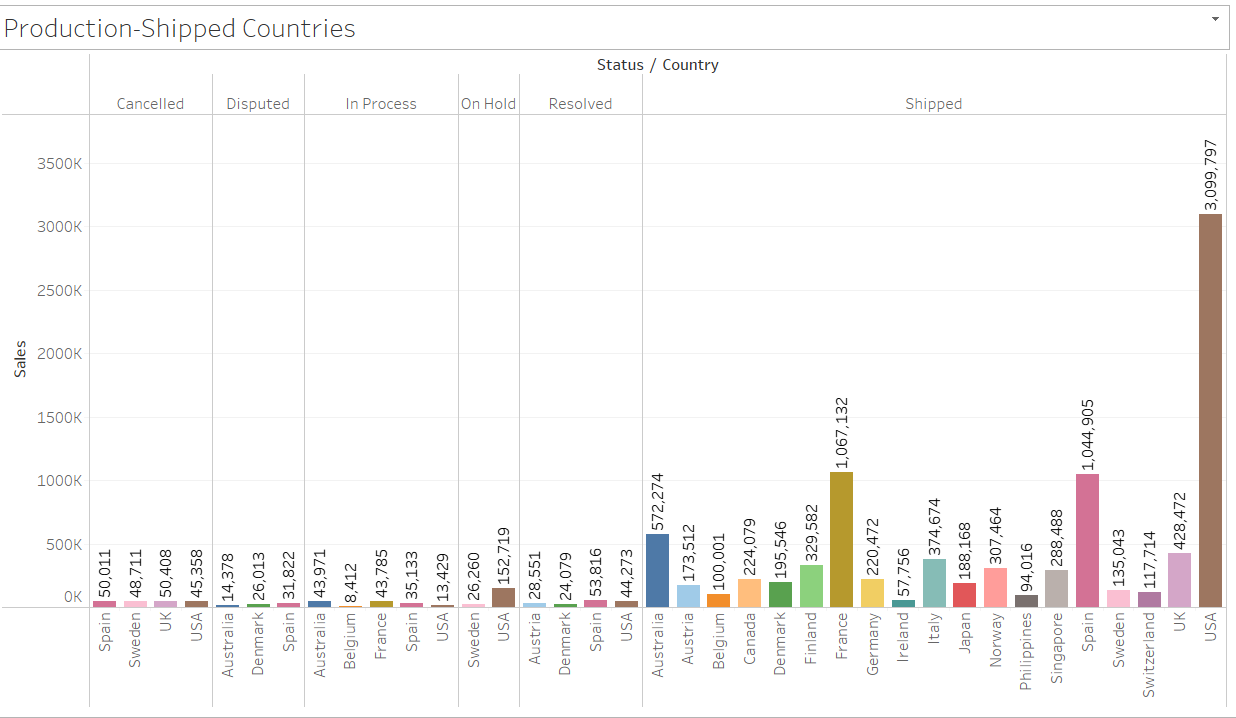 Production-Shipped Countries
Status / Country
Cancelled
Disputed
In Process
On Hold
Resolved
Shipped
Sales
3500K
3000K
2500K
2000K
1500K
1000K
500K
0K
50,011
48,711
50,408
45,358
14,378
26,013
31,822
43,971
8,412
43,785
35,133
13,429
26,260
152,719
28,551
24,079
53,816
44,273
572,274
173,512
100,001
224,079
195,546
329,582
1,067,132
220,472
57,756
374,674
188,168
307,464
94,016
288,488
1,044,905
135,043
117,714
428,472
3,099,797
Spain
Sweden
UK
USA
Australia
Denmark
Spain
Australia
Belgium
France
Spain
USA
Sweden
USA
Austria
Denmark
Spain
USA
Australia
Austria
Belgium
Canada
Denmark
Finland
France
Germany
Ireland
Italy
Japan
Norway
Philippines
Singapore
Spain
Sweden
Switzerland
UK
USA